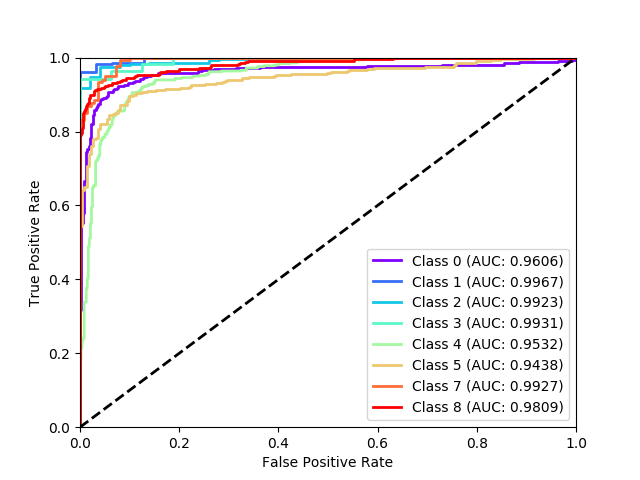 1.0
0.8
0.6
0.4
0.2
0.0
True Positive Rate
0.0 0.2 0.4 0.6 0.8 1.0
False Positive Rate
Class 0 (AUC: 0.9606)
Class 1 (AUC: 0.9967)
Class 2 (AUC: 0.9923)
Class 3 (AUC: 0.9931)
Class 4 (AUC: 0.9532)
Class 5 (AUC: 0.9438)
Class 7 (AUC: 0.9927)
Class 8 (AUC: 0.9809)